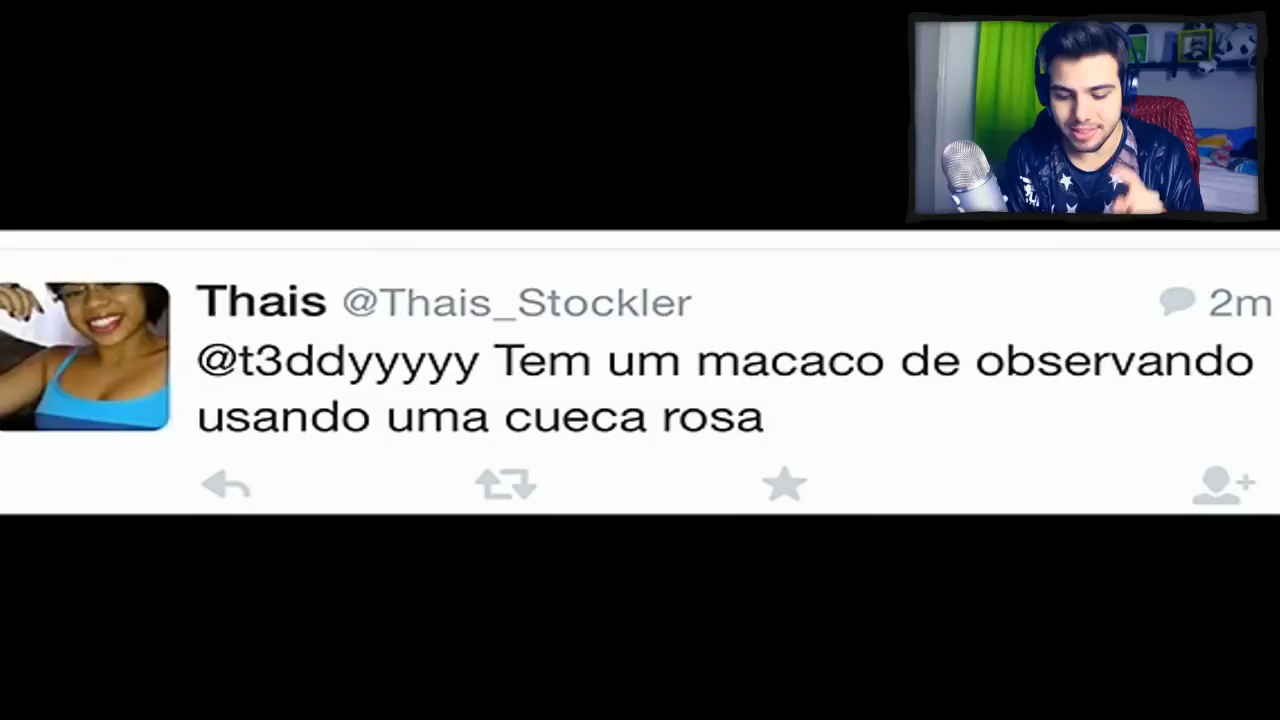 Thais @Thais_Stockler 2m
@t3ddyyyyy Tem um macaco de observando
usando uma cueca rosa